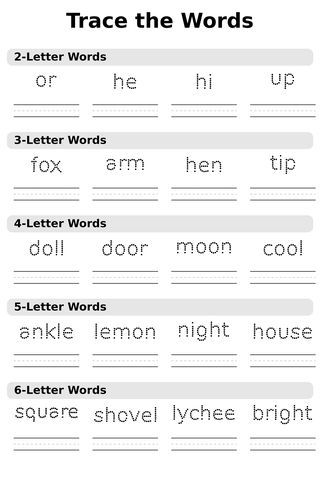 Trace the Words
2-Letter Words
or he hi up
3-Letter Words
fox arm hen tip
4-Letter Words
doll door moon cool
5-Letter Words
ankle lemon night house
6-Letter Words
square shovel lychee bright